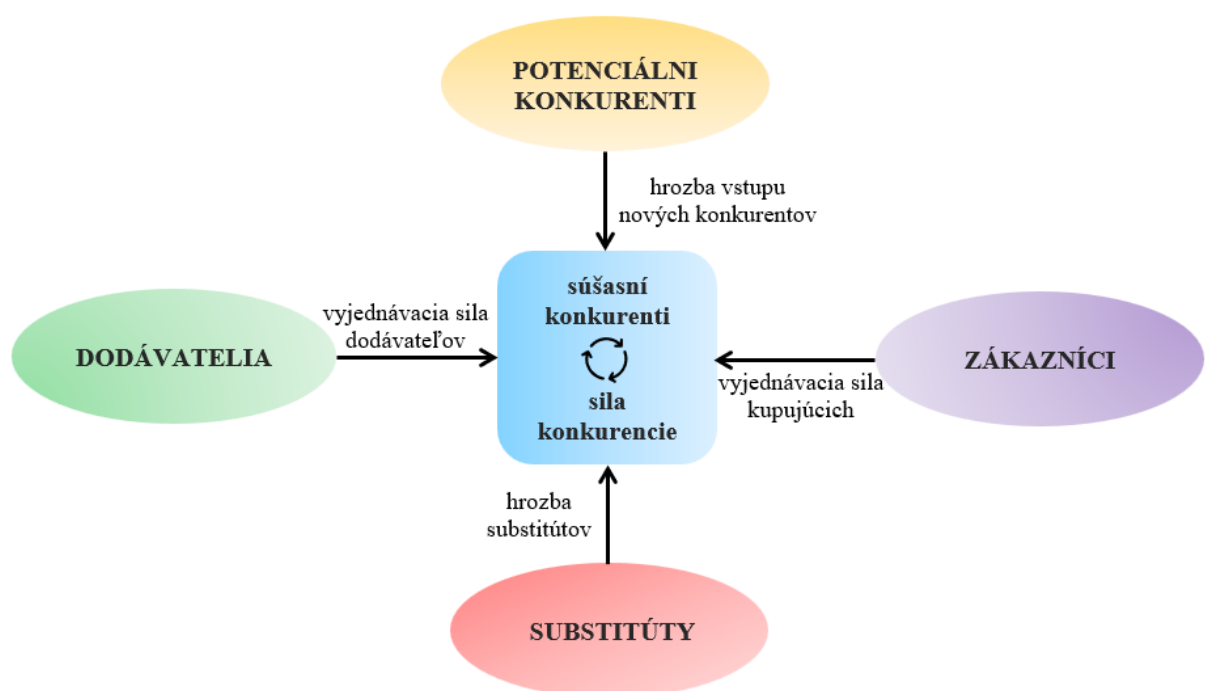 POTENCIÁLNI
KONKURENTI
hrozba vstupu
nových konkurentov
súšasní
konkurenti
sila
konkurencie
DODÁVATELIA
vyjednávacia sila
dodávateľov
ZÁKAZNÍCI
vyjednávacia sila
kupujúcich
hrozba
substitútov
SUBSTITÚTY